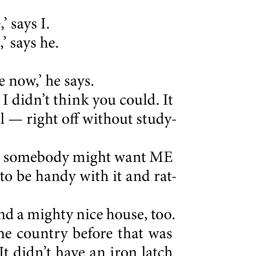 ,’ says I.
,’ says he.
e now,’ he says.
I didn’t think you could. It
l — right off without study-
somebody might want ME
to be handy with it and rat-
nd a mighty nice house, too.
he country before that was
It didn’t have an iron latch